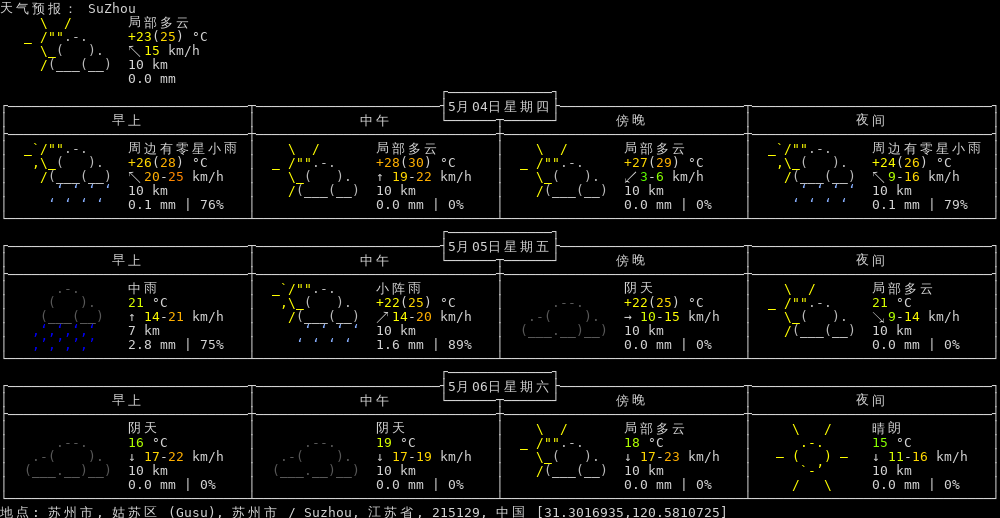 天气预报： SuZhou
局部多云
+23(25) °C
↖ 15 km/h
10 km
0.0 mm
5月04日星期四
早上 中午 傍晚 夜间
周边有零星小雨 局部多云 局部多云 周边有零星小雨
+26(28) °C +28(30) °C +27(29) °C +24(26) °C
↖ 20-25 km/h ↑ 19-22 km/h ↙ 3-6 km/h ↖ 9-16 km/h
10 km 10 km 10 km 10 km
0.1 mm | 76% 0.0 mm | 0% 0.0 mm | 0% 0.1 mm | 79%
5月05日星期五
早上 中午 傍晚 夜间
中雨 小阵雨 阴天 局部多云
21 °C +22(25) °C +22(25) °C 21 °C
↑ 14-21 km/h ↗ 14-20 km/h → 10-15 km/h ↘ 9-14 km/h
7 km 10 km 10 km 10 km
2.8 mm | 75% 1.6 mm | 89% 0.0 mm | 0% 0.0 mm | 0%
5月06日星期六
早上 中午 傍晚 夜间
阴天 阴天 局部多云 晴朗
16 °C 19 °C 18 °C 15 °C
↓ 17-22 km/h ↓ 17-19 km/h ↓ 17-23 km/h ↓ 11-16 km/h
10 km 10 km 10 km 10 km
0.0 mm | 0% 0.0 mm | 0% 0.0 mm | 0% 0.0 mm | 0%
地点: 苏州市, 姑苏区 (Gusu), 苏州市 / Suzhou, 江苏省, 215129, 中国 [31.3016935,120.5810725]